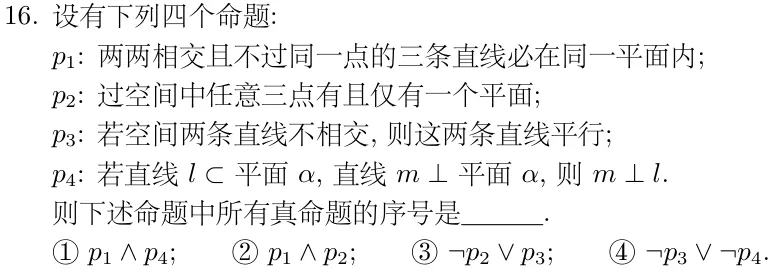 16. 设有下列四个命题:
p₁: 两两相交且不过同一点的三条直线必在同一平面内;
p₂: 过空间中任意三点有且仅有一个平面;
p₃: 若空间两条直线不相交, 则这两条直线平行;
p₄: 若直线 l ⊂ 平面 α, 直线 m ⊥ 平面 α, 则 m ⊥ l.
则下述命题中所有真命题的序号是______.
① p₁ ∧ p₄; ② p₁ ∧ p₂; ③ ¬p₂ ∨ p₃; ④ ¬p₃ ∨ ¬p₄.